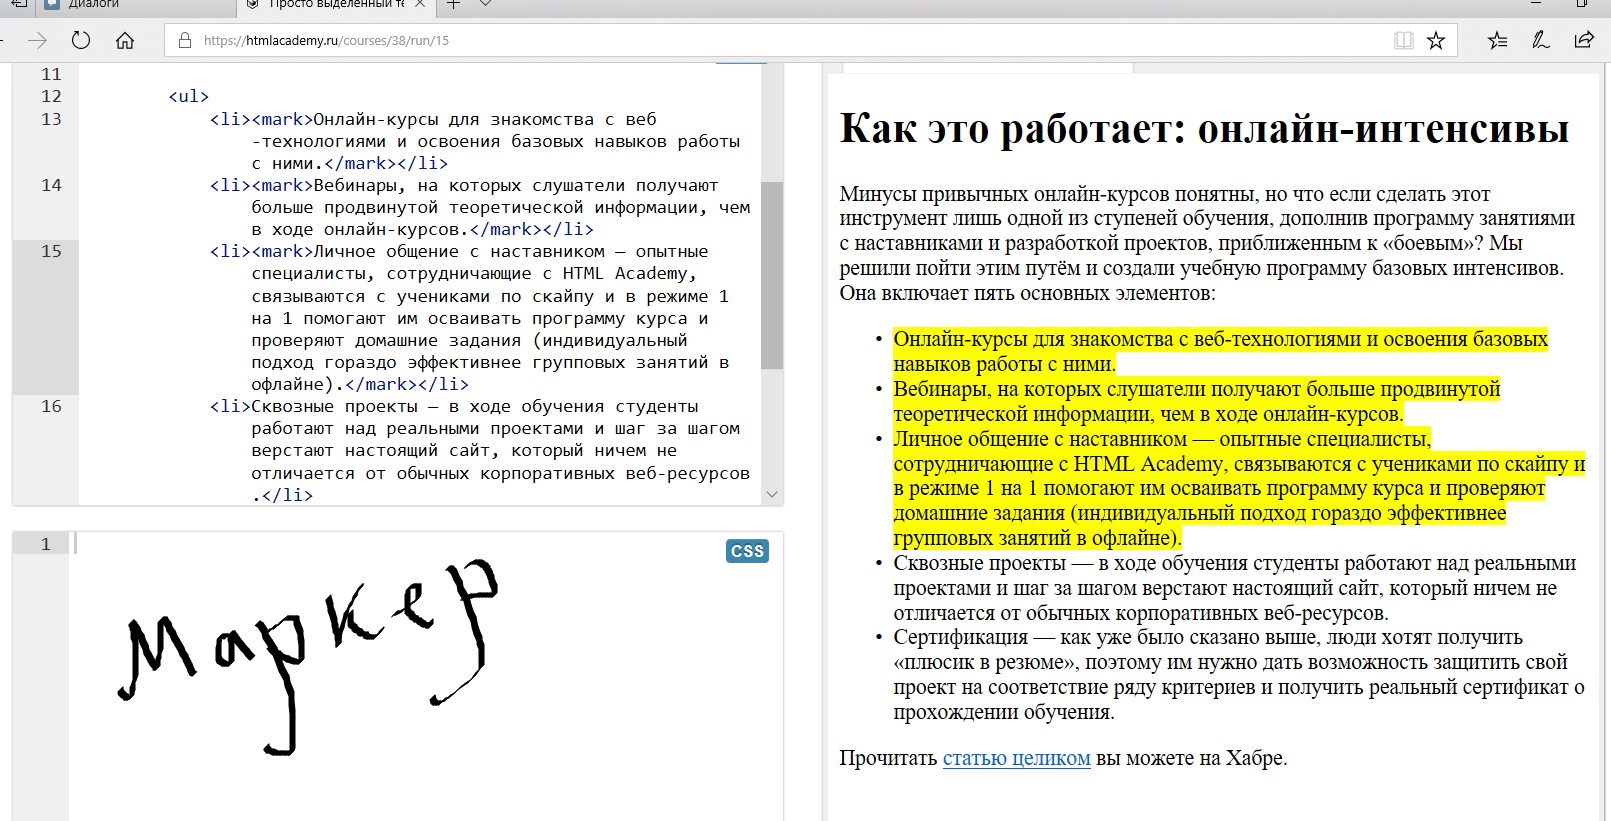 Диалоги
Просто выделенный те
https://htmlacademy.ru/courses/38/run/15
11
12 <ul>
13 <li><mark>Онлайн-курсы для знакомства с веб
-технологиями и освоения базовых навыков работы
с ними.</mark></li>
14 <li><mark>Вебинары, на которых слушатели получают
больше продвинутой теоретической информации, чем
в ходе онлайн-курсов.</mark></li>
15 <li><mark>Личное общение с наставником — опытные
специалисты, сотрудничающие с HTML Academy,
связываются с учениками по скайпу и в режиме 1
на 1 помогают им осваивать программу курса и
проверяют домашние задания (индивидуальный
подход гораздо эффективнее групповых занятий в
офлайне).</mark></li>
16 <li>Сквозные проекты — в ходе обучения студенты
работают над реальными проектами и шаг за шагом
верстают настоящий сайт, который ничем не
отличается от обычных корпоративных веб-ресурсов
.</li>
1
CSS
Маркер
Как это работает: онлайн-интенсивы
Минусы привычных онлайн-курсов понятны, но что если сделать этот
инструмент лишь одной из ступеней обучения, дополнив программу занятиями
с наставниками и разработкой проектов, приближенным к «боевым»? Мы
решили пойти этим путём и создали учебную программу базовых интенсивов.
Она включает пять основных элементов:
• Онлайн-курсы для знакомства с веб-технологиями и освоения базовых
навыков работы с ними.
• Вебинары, на которых слушатели получают больше продвинутой
теоретической информации, чем в ходе онлайн-курсов.
• Личное общение с наставником — опытные специалисты,
сотрудничающие с HTML Academy, связываются с учениками по скайпу и
в режиме 1 на 1 помогают им осваивать программу курса и проверяют
домашние задания (индивидуальный подход гораздо эффективнее
групповых занятий в офлайне).
• Сквозные проекты — в ходе обучения студенты работают над реальными
проектами и шаг за шагом верстают настоящий сайт, который ничем не
отличается от обычных корпоративных веб-ресурсов.
• Сертификация — как уже было сказано выше, люди хотят получить
«плюсик в резюме», поэтому им нужно дать возможность защитить свой
проект на соответствие ряду критериев и получить реальный сертификат о
прохождении обучения.
Прочитать статью целиком вы можете на Хабре.